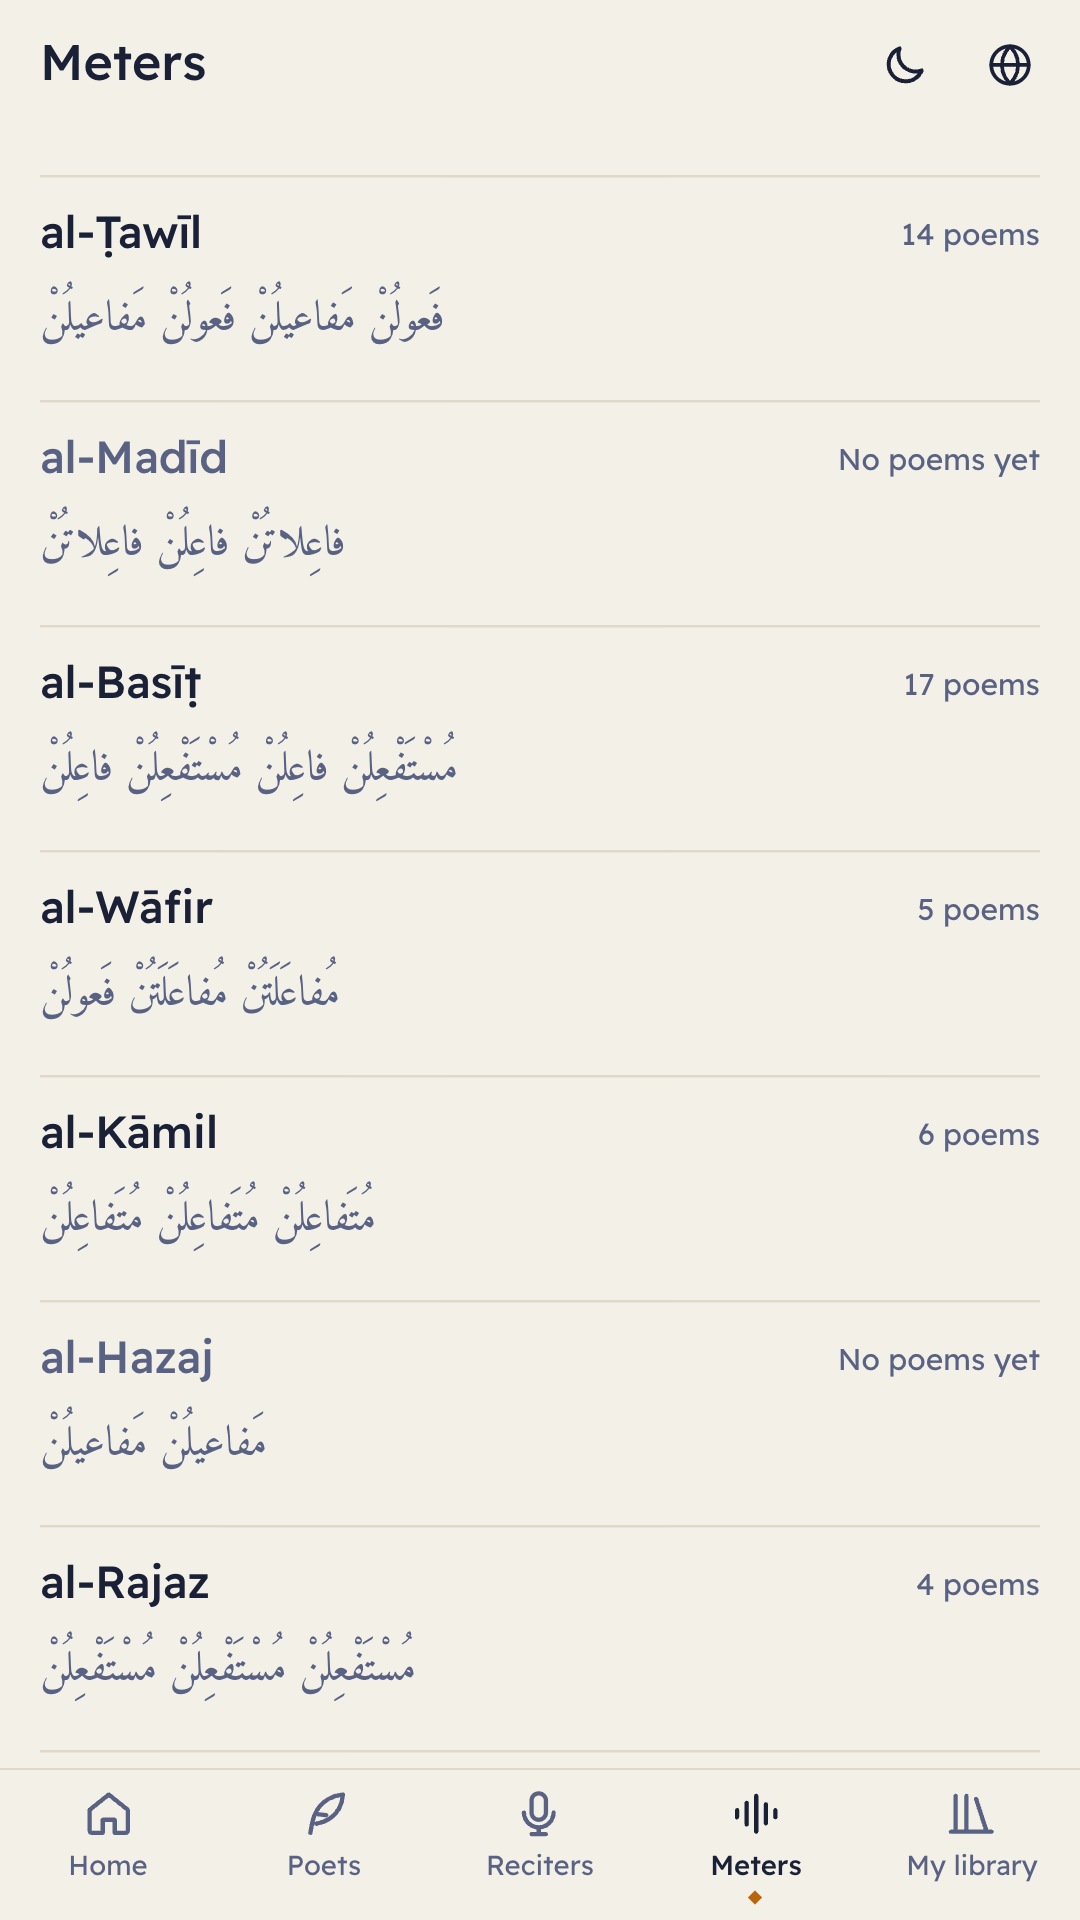 Meters
al-Ṭawīl
14 poems
فَعولُنْ مَفاعيلُنْ فَعولُنْ مَفاعيلُنْ
al-Madīd
No poems yet
فاعِلاتُنْ فاعِلُنْ فاعِلاتُنْ
al-Basīṭ
17 poems
مُسْتَفْعِلُنْ فاعِلُنْ مُسْتَفْعِلُنْ فاعِلُنْ
al-Wāfir
5 poems
مُفاعَلَتُنْ مُفاعَلَتُنْ فَعولُنْ
al-Kāmil
6 poems
مُتَفاعِلُنْ مُتَفاعِلُنْ مُتَفاعِلُنْ
al-Hazaj
No poems yet
مَفاعيلُنْ مَفاعيلُنْ
al-Rajaz
4 poems
مُسْتَفْعِلُنْ مُسْتَفْعِلُنْ مُسْتَفْعِلُنْ
Home
Poets
Reciters
Meters
My library